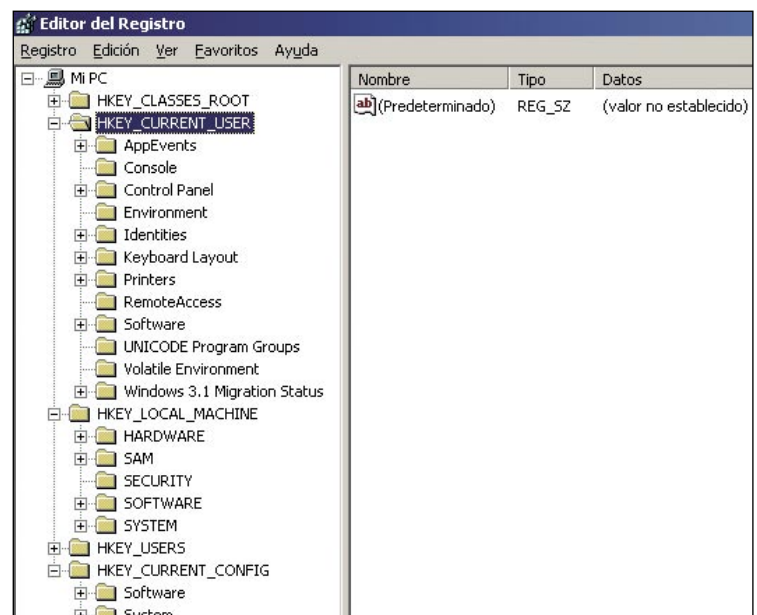 Editor del Registro
Registro Edición Ver Favoritos Ayuda
Mi PC
HKEY_CLASSES_ROOT
HKEY_CURRENT_USER
AppEvents
Console
Control Panel
Environment
Identities
Keyboard Layout
Printers
RemoteAccess
Software
UNICODE Program Groups
Volatile Environment
Windows 3.1 Migration Status
HKEY_LOCAL_MACHINE
HARDWARE
SAM
SECURITY
SOFTWARE
SYSTEM
HKEY_USERS
HKEY_CURRENT_CONFIG
Software
System
Nombre Tipo Datos
ab (Predeterminado) REG_SZ (valor no establecido)